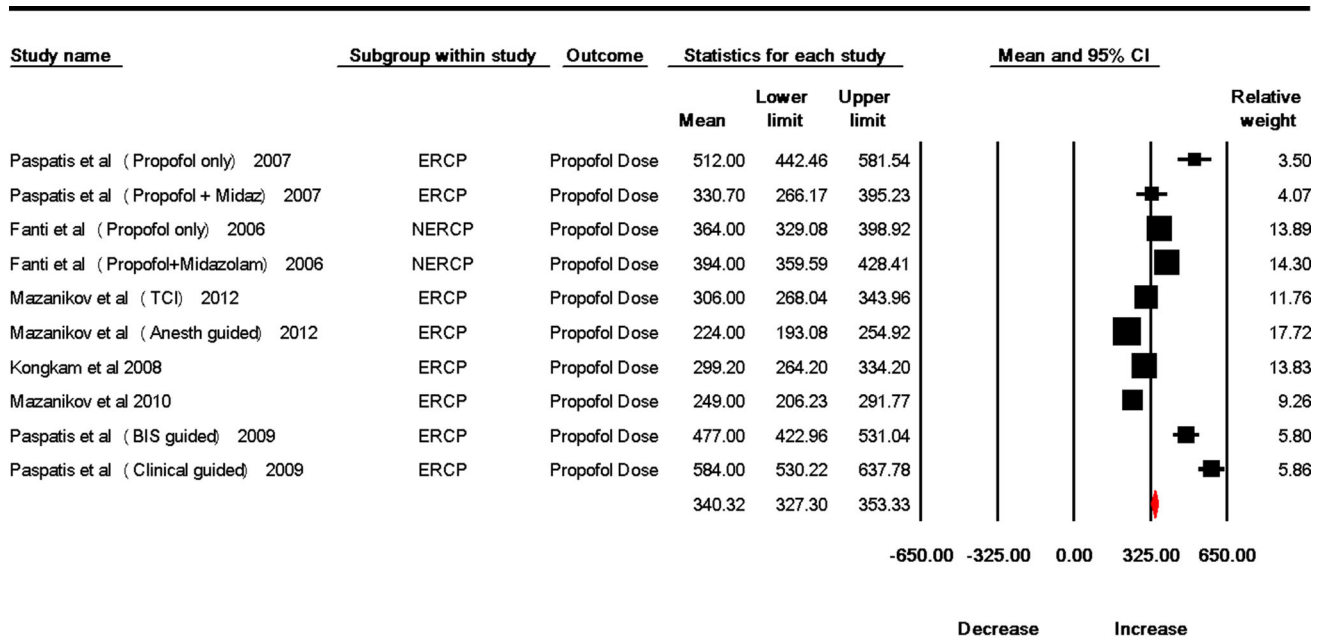 Study name Subgroup within study Outcome Statistics for each study Mean and 95% CI
Lower Upper Relative
Mean limit limit weight
Paspatis et al ( Propofol only) 2007 ERCP Propofol Dose 512.00 442.46 581.54 3.50
Paspatis et al ( Propofol + Midaz) 2007 ERCP Propofol Dose 330.70 266.17 395.23 4.07
Fanti et al ( Propofol only) 2006 NERCP Propofol Dose 364.00 329.08 398.92 13.89
Fanti et al ( Propofol+Midazolam) 2006 NERCP Propofol Dose 394.00 359.59 428.41 14.30
Mazanikov et al ( TCI) 2012 ERCP Propofol Dose 306.00 268.04 343.96 11.76
Mazanikov et al ( Anesth guided) 2012 ERCP Propofol Dose 224.00 193.08 254.92 17.72
Kongkam et al 2008 ERCP Propofol Dose 299.20 264.20 334.20 13.83
Mazanikov et al 2010 ERCP Propofol Dose 249.00 206.23 291.77 9.26
Paspatis et al ( BIS guided) 2009 ERCP Propofol Dose 477.00 422.96 531.04 5.80
Paspatis et al ( Clinical guided) 2009 ERCP Propofol Dose 584.00 530.22 637.78 5.86
340.32 327.30 353.33
-650.00 -325.00 0.00 325.00 650.00
Decrease Increase